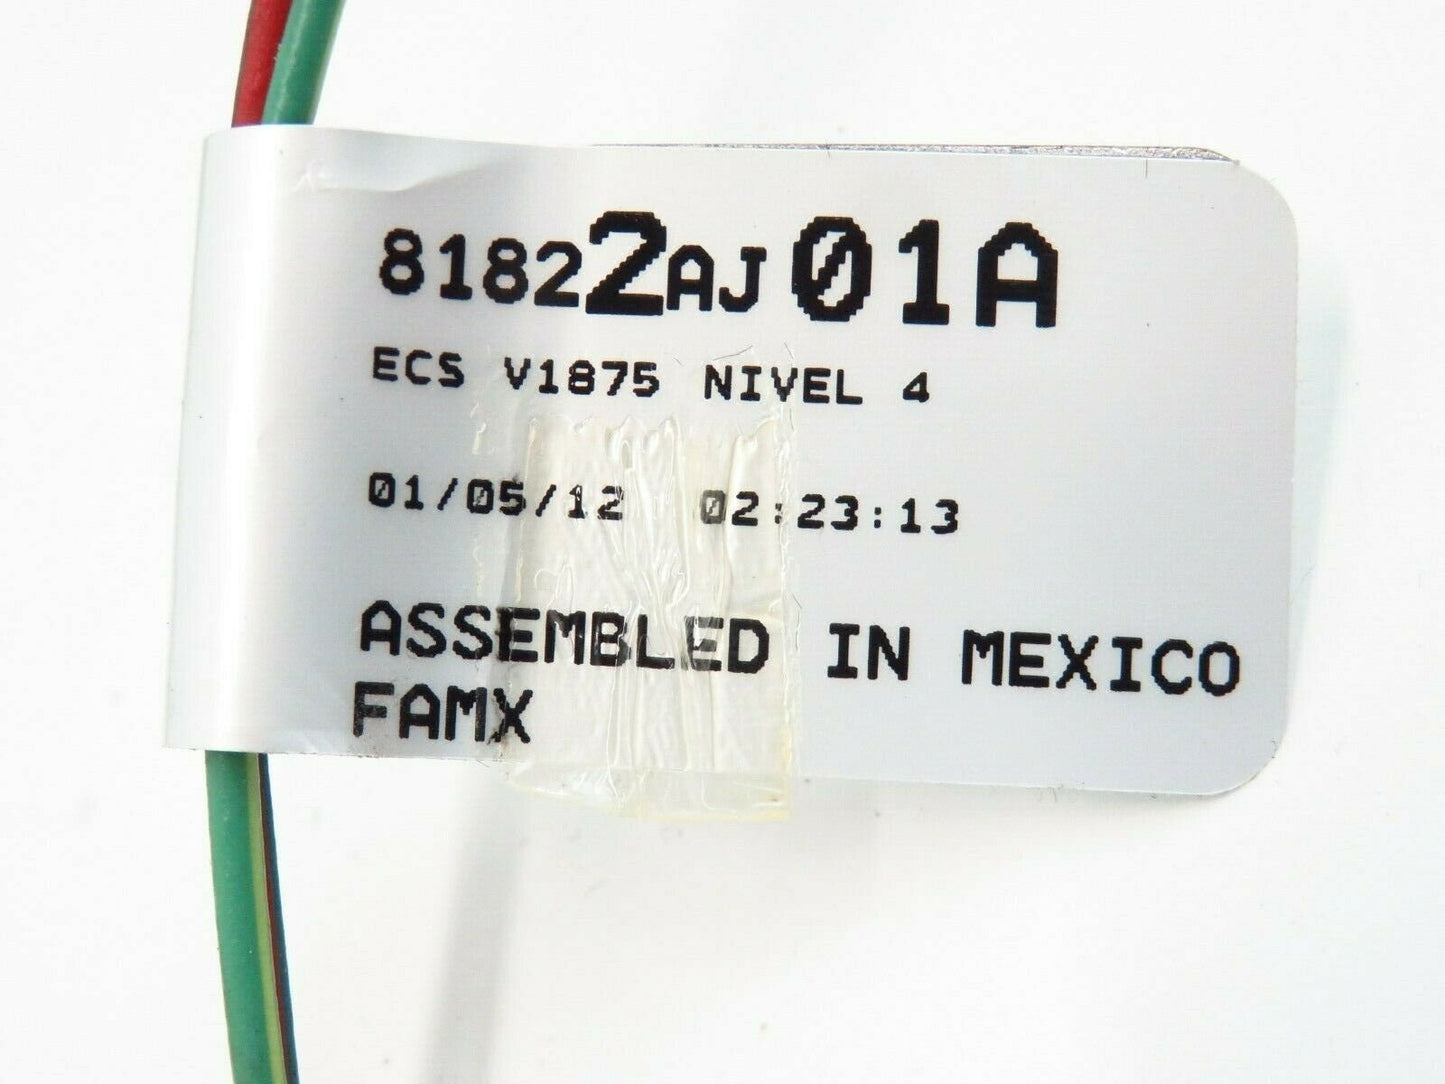 81822AJ01A
ECS V1875 NIVEL 4
01/05/12 02:23:13
ASSEMBLED IN MEXICO
FAMX